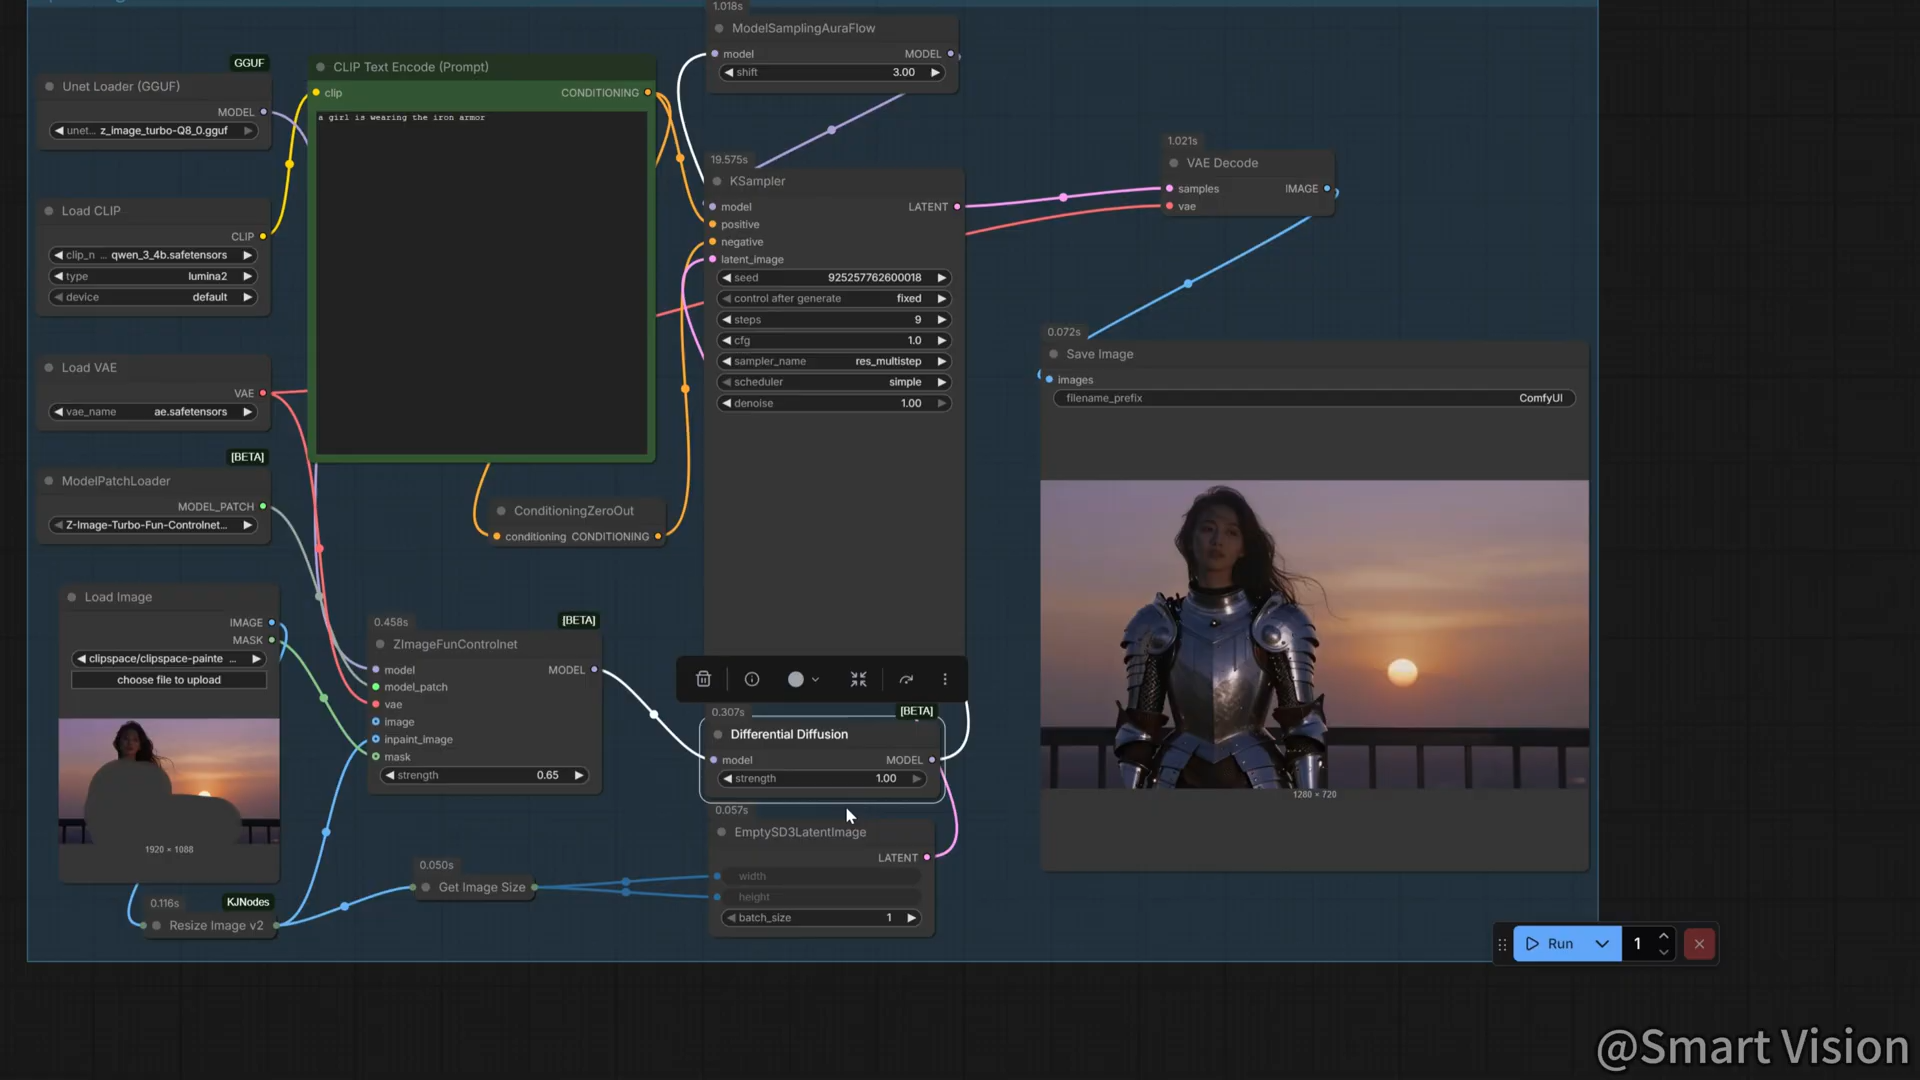 GGUF
Unet Loader (GGUF)
MODEL
unet... z_image_turbo-Q8_0.gguf
Load CLIP
CLIP
clip_n ... qwen_3_4b.safetensors
type lumina2
device default
Load VAE
VAE
vae_name ae.safetensors
[BETA]
ModelPatchLoader
MODEL_PATCH
Z-Image-Turbo-Fun-Controlnet...
Load Image
IMAGE
MASK
clipspace/clipspace-painte ...
choose file to upload
1920 × 1088
0.116s
KJNodes
Resize Image v2
CLIP Text Encode (Prompt)
clip CONDITIONING
a girl is wearing the iron armor
ConditioningZeroOut
conditioning CONDITIONING
0.458s
[BETA]
ZImageFunControlnet
model MODEL
model_patch
vae
image
inpaint_image
mask
strength 0.65
0.050s
Get Image Size
1.018s
ModelSamplingAuraFlow
model MODEL
shift 3.00
19.575s
KSampler
model LATENT
positive
negative
latent_image
seed 925257762600018
control after generate fixed
steps 9
cfg 1.0
sampler_name res_multistep
scheduler simple
denoise 1.00
0.307s
[BETA]
Differential Diffusion
model MODEL
strength 1.00
0.057s
EmptySD3LatentImage
LATENT
width
height
batch_size 1
1.021s
VAE Decode
samples IMAGE
vae
0.072s
Save Image
images
filename_prefix ComfyUI
1280 × 720
Run 1
@Smart Vision